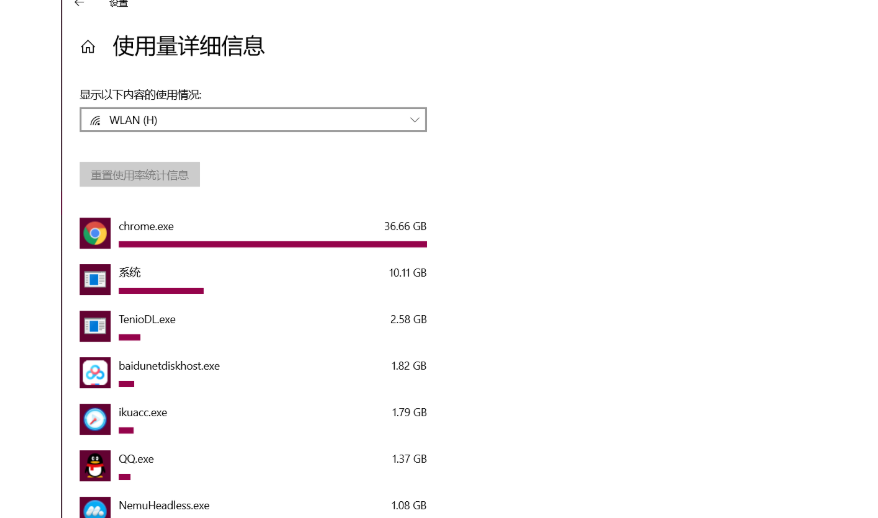 设置
使用量详细信息
显示以下内容的使用情况:
WLAN (H)
重置使用率统计信息
chrome.exe 36.66 GB
系统 10.11 GB
TenioDL.exe 2.58 GB
baidunetdiskhost.exe 1.82 GB
ikuacc.exe 1.79 GB
QQ.exe 1.37 GB
NemuHeadless.exe 1.08 GB